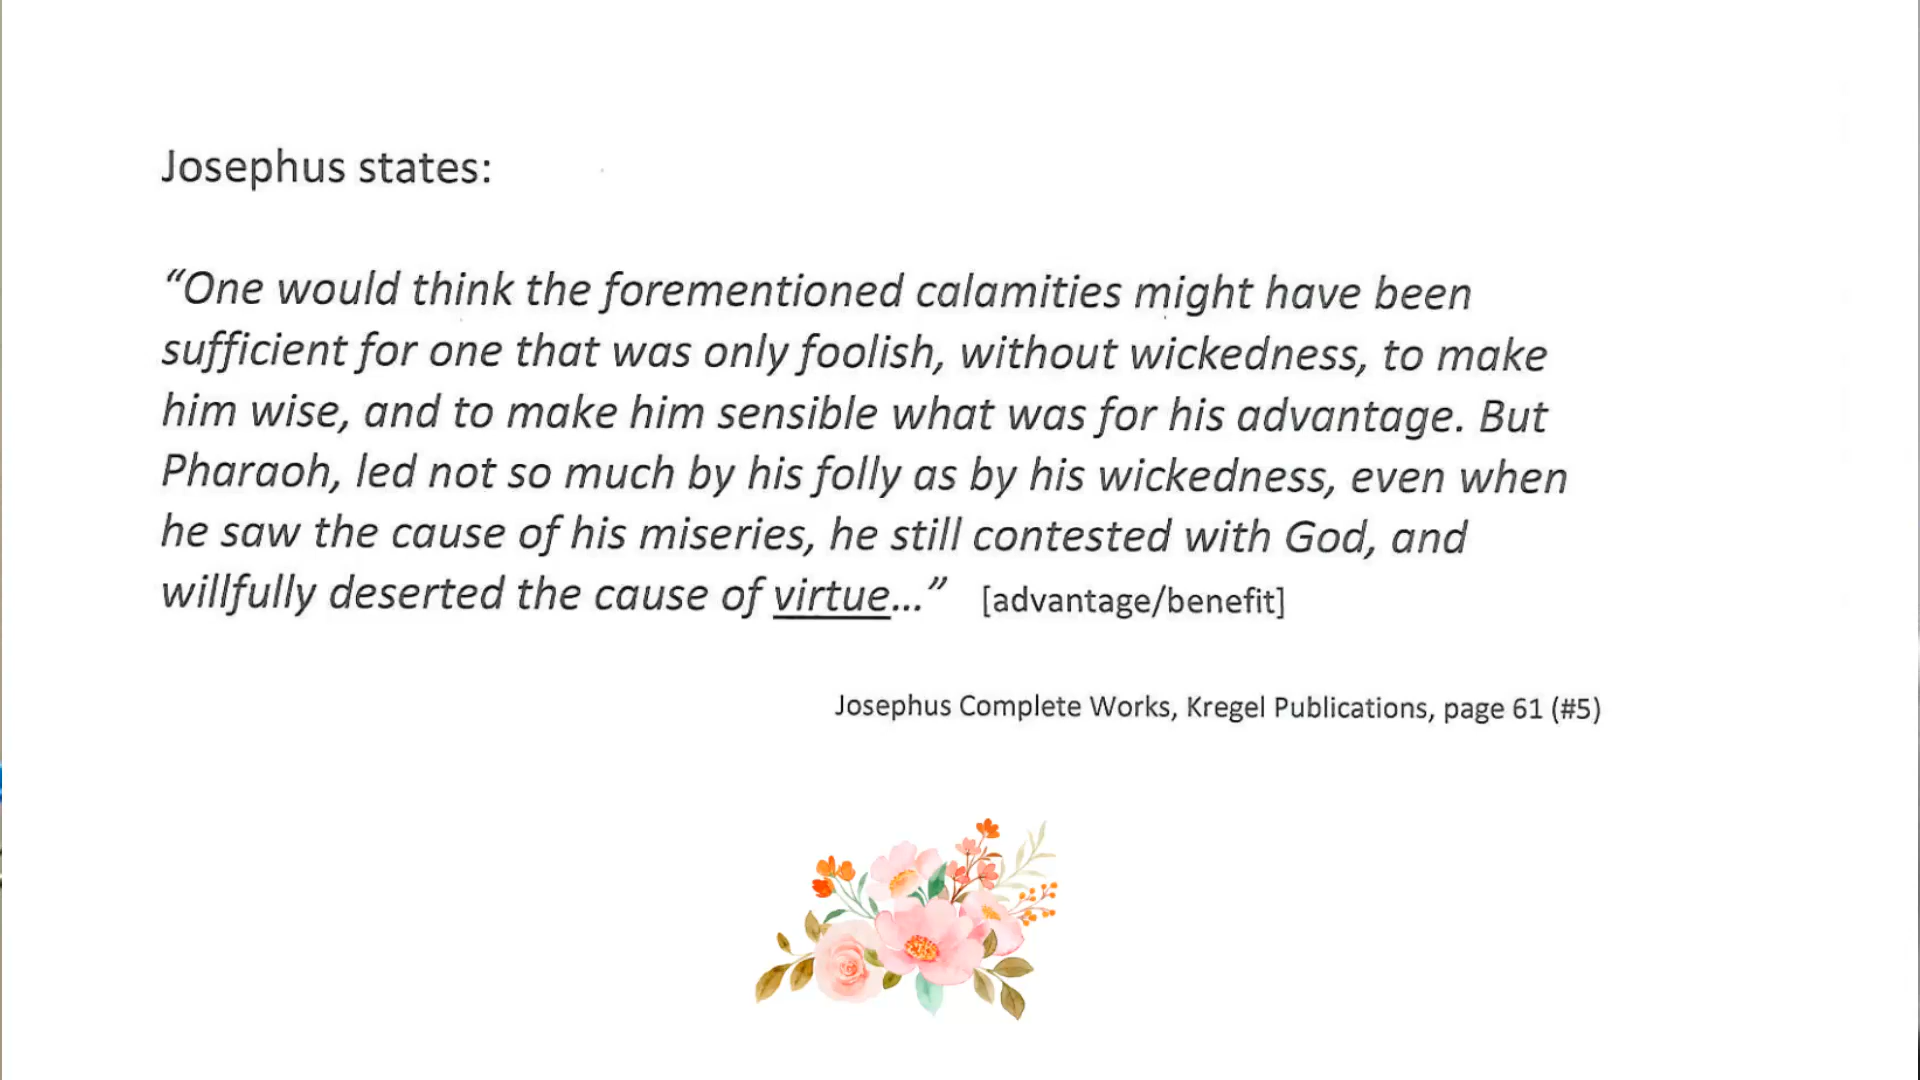 Josephus states:
“One would think the forementioned calamities might have been
sufficient for one that was only foolish, without wickedness, to make
him wise, and to make him sensible what was for his advantage. But
Pharaoh, led not so much by his folly as by his wickedness, even when
he saw the cause of his miseries, he still contested with God, and
willfully deserted the cause of virtue...” [advantage/benefit]
Josephus Complete Works, Kregel Publications, page 61 (#5)